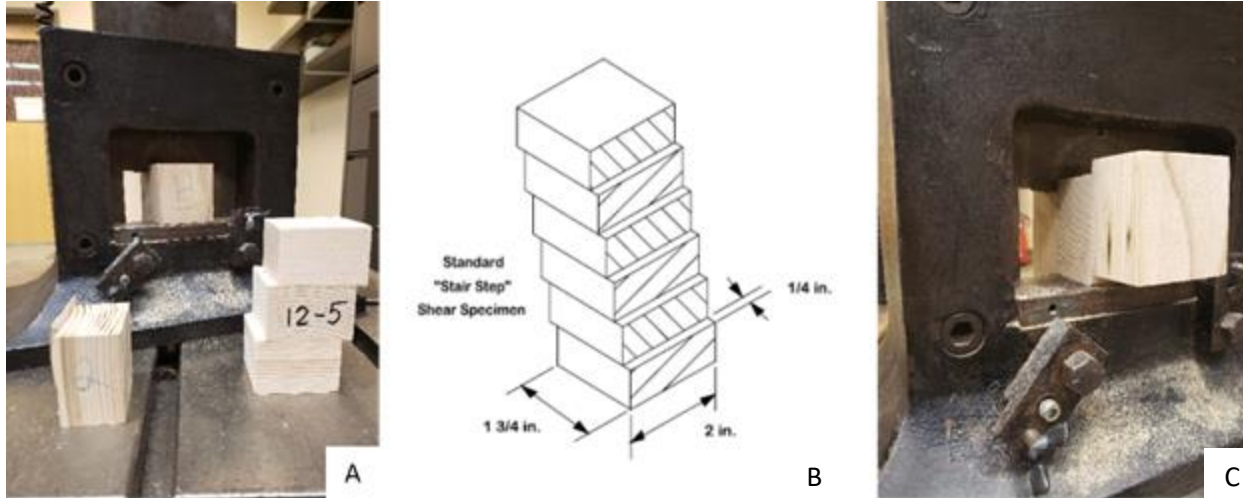 12-5
A
Standard
"Stair Step"
Shear Specimen
1/4 in.
1 3/4 in.
2 in.
B
C